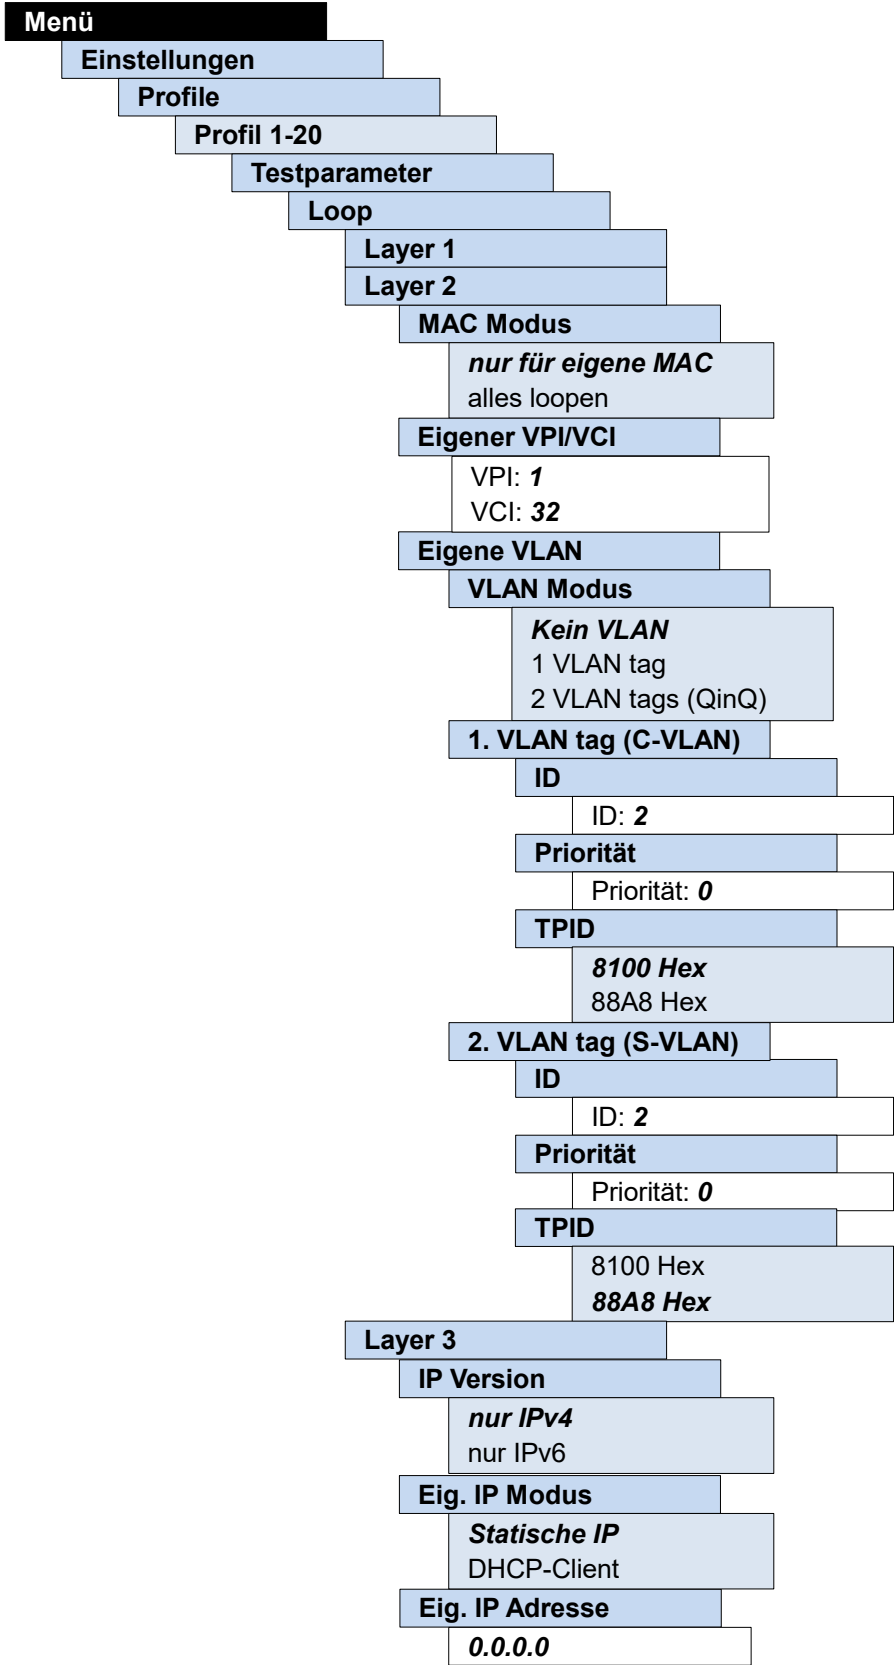 Menü
Einstellungen
Profile
Profil 1-20
Testparameter
Loop
Layer 1
Layer 2
MAC Modus
nur für eigene MAC
alles loopen
Eigener VPI/VCI
VPI: 1
VCI: 32
Eigene VLAN
VLAN Modus
Kein VLAN
1 VLAN tag
2 VLAN tags (QinQ)
1. VLAN tag (C-VLAN)
ID
ID: 2
Priorität
Priorität: 0
TPID
8100 Hex
88A8 Hex
2. VLAN tag (S-VLAN)
ID
ID: 2
Priorität
Priorität: 0
TPID
8100 Hex
88A8 Hex
Layer 3
IP Version
nur IPv4
nur IPv6
Eig. IP Modus
Statische IP
DHCP-Client
Eig. IP Adresse
0.0.0.0